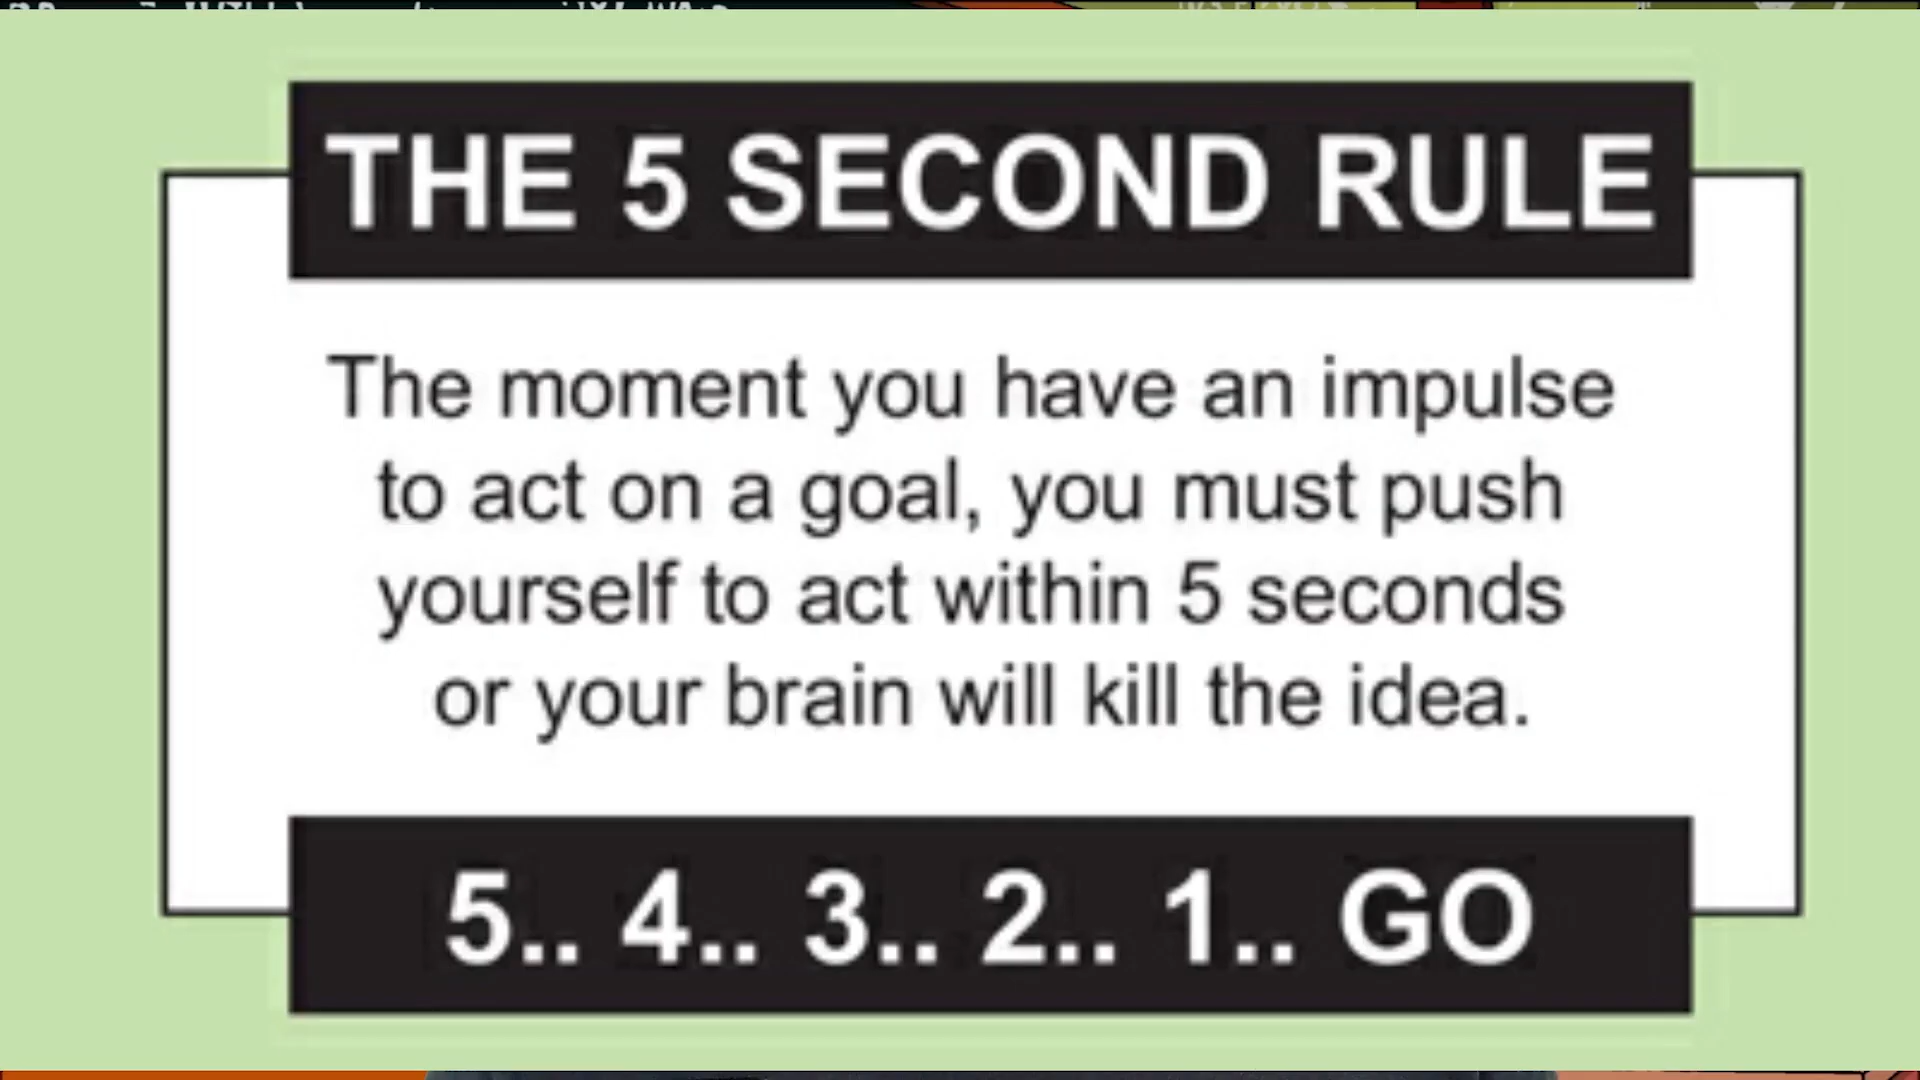 THE 5 SECOND RULE
The moment you have an impulse
to act on a goal, you must push
yourself to act within 5 seconds
or your brain will kill the idea.
5.. 4.. 3.. 2.. 1.. GO